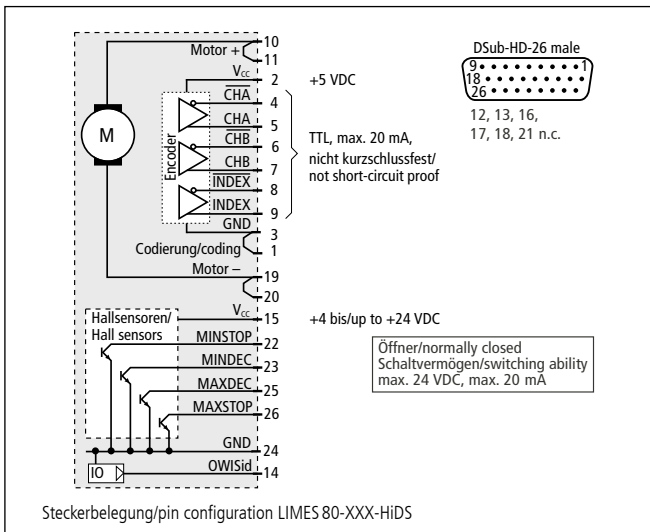 Motor + 10
11
Vcc 2 +5 VDC
CHA 4
CHA 5
CHB 6
CHB 7
INDEX 8
INDEX 9
GND 3
Codierung/coding 1
Motor – 19
20
M
Encoder
TTL, max. 20 mA,
nicht kurzschlussfest/
not short-circuit proof
DSub-HD-26 male
9 1
18
26
12, 13, 16,
17, 18, 21 n.c.
Hallsensoren/
Hall sensors
Vcc 15 +4 bis/up to +24 VDC
MINSTOP 22
MINDEC 23
MAXDEC 25
MAXSTOP 26
GND 24
IO OWISid 14
Öffner/normally closed
Schaltvermögen/switching ability
max. 24 VDC, max. 20 mA
Steckerbelegung/pin configuration LIMES 80-XXX-HiDS